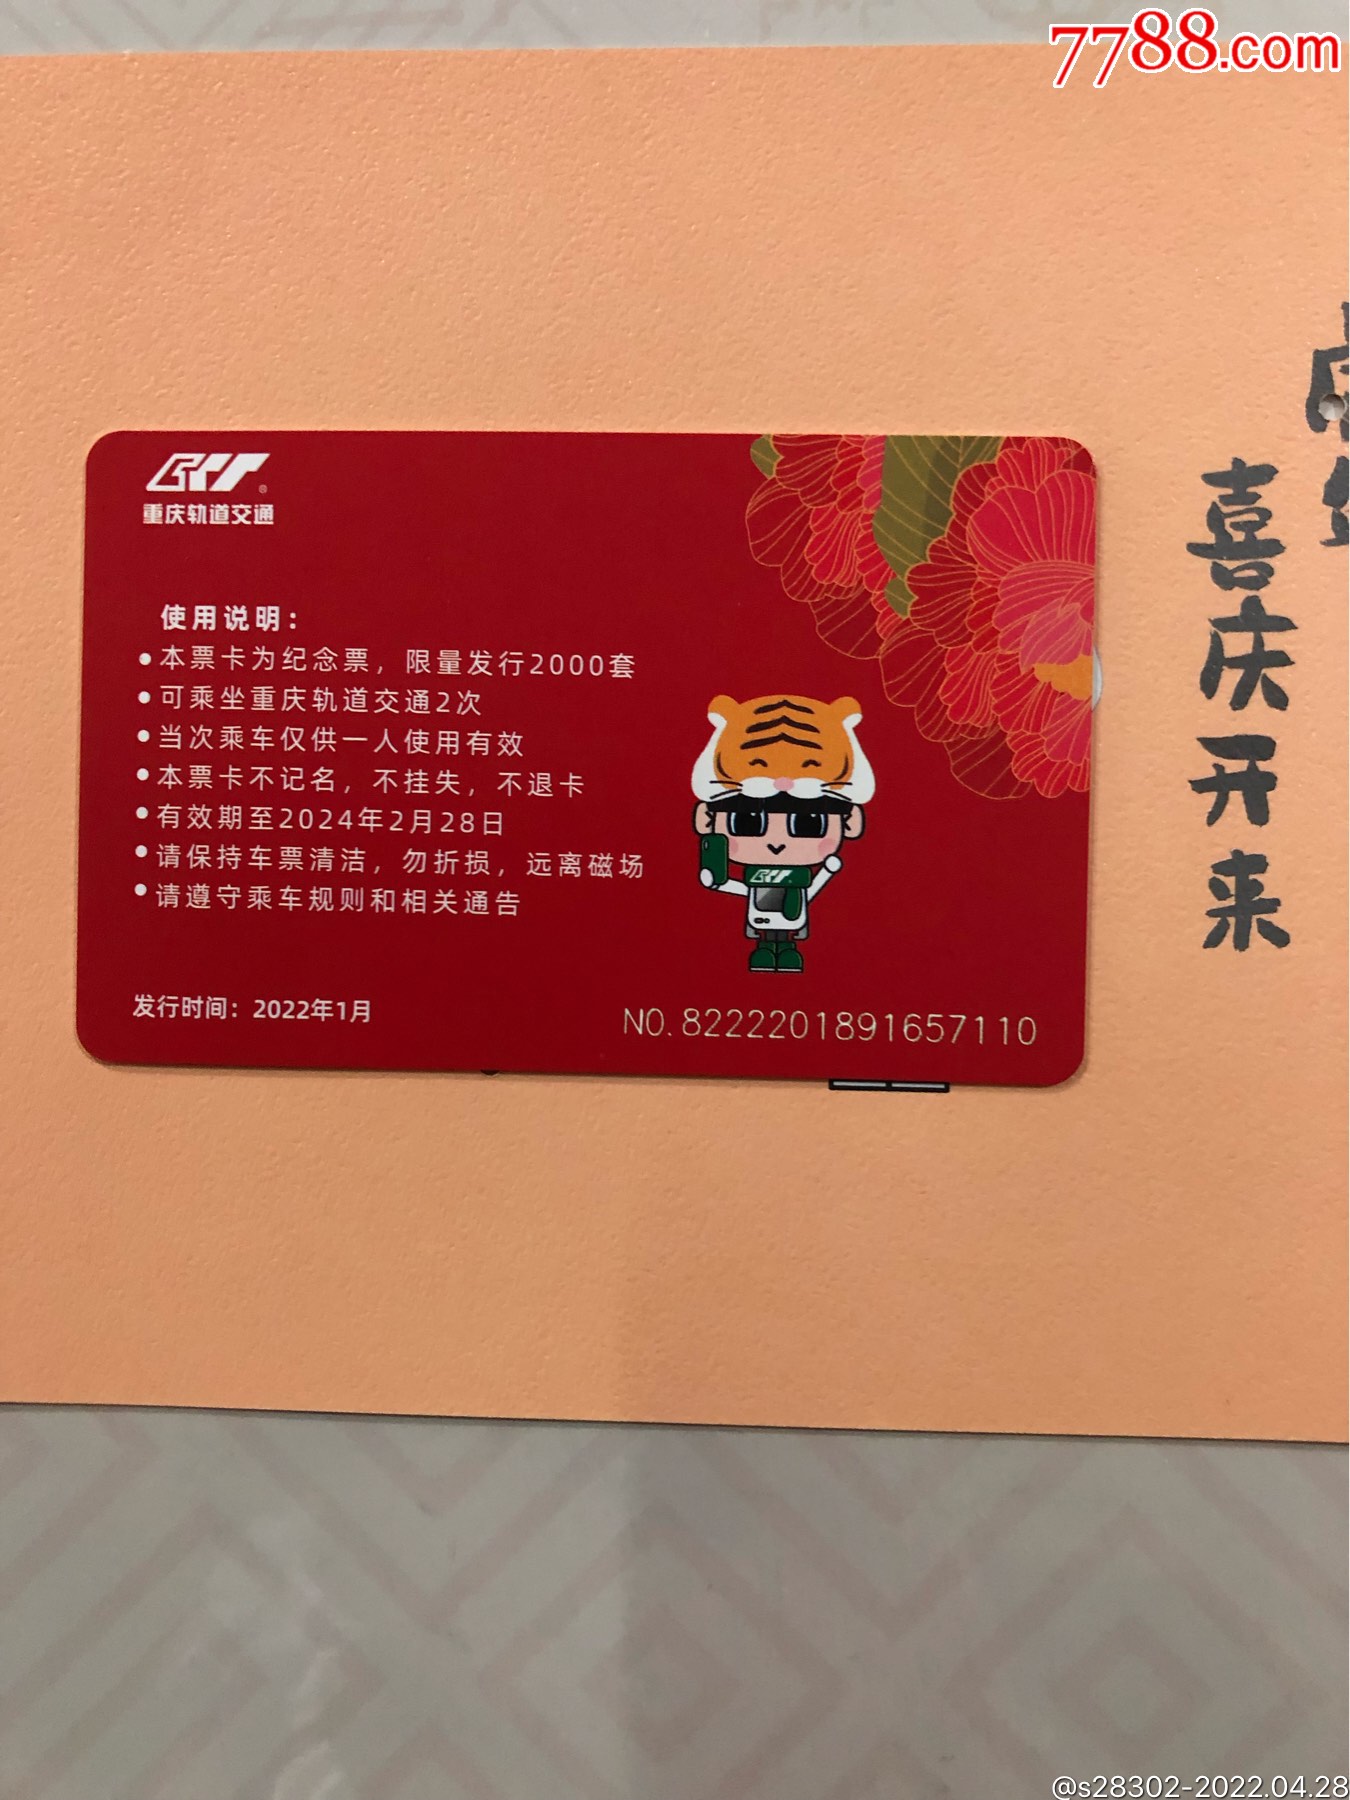 7788.com
CRT®
重庆轨道交通
使用说明：
●本票卡为纪念票，限量发行2000套
●可乘坐重庆轨道交通2次
●当次乘车仅供一人使用有效
●本票卡不记名，不挂失，不退卡
●有效期至2024年2月28日
●请保持车票清洁，勿折损，远离磁场
●请遵守乘车规则和相关通告
发行时间：2022年1月
NO.8222201891657110
CRT
喜庆开来
@s28302-2022.04.28